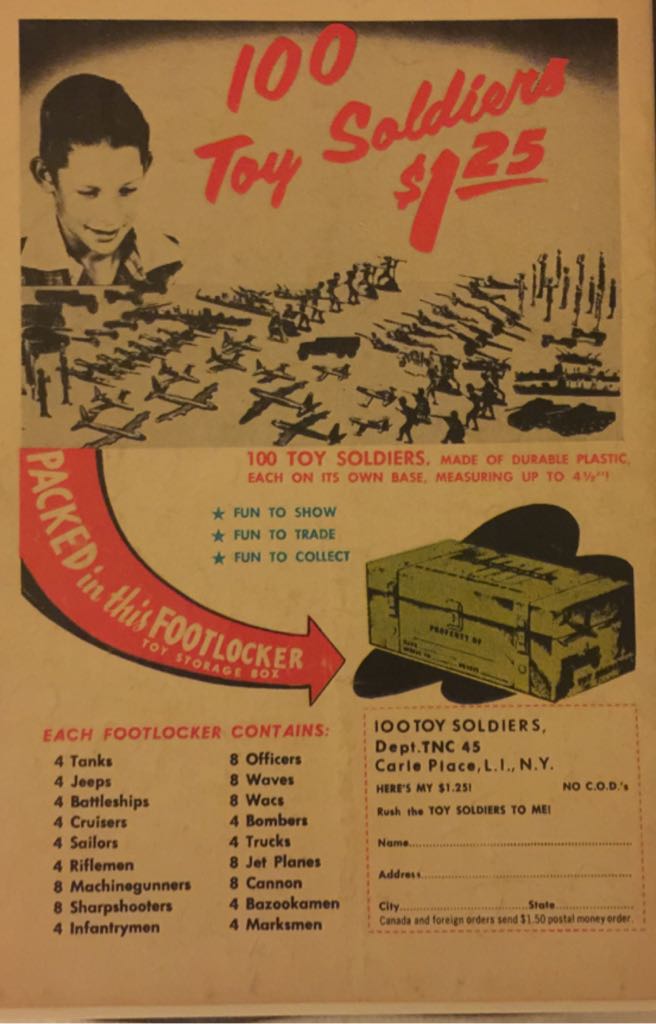 100
Toy Soldiers
$1.25
100 TOY SOLDIERS, MADE OF DURABLE PLASTIC,
EACH ON ITS OWN BASE, MEASURING UP TO 4½"!
PACKED in this FOOTLOCKER
TOY STORAGE BOX
★ FUN TO SHOW
★ FUN TO TRADE
★ FUN TO COLLECT
PROPERTY OF
EACH FOOTLOCKER CONTAINS:
4 Tanks
4 Jeeps
4 Battleships
4 Cruisers
4 Sailors
4 Riflemen
8 Machinegunners
8 Sharpshooters
4 Infantrymen
8 Officers
8 Waves
8 Wacs
4 Bombers
4 Trucks
8 Jet Planes
8 Cannon
4 Bazookamen
4 Marksmen
100 TOY SOLDIERS,
Dept. TNC 45
Carle Place, L.I., N.Y.
HERE'S MY $1.25! NO C.O.D.'s
Rush the TOY SOLDIERS TO ME!
Name
Address
City State
Canada and foreign orders send $1.50 postal money order.